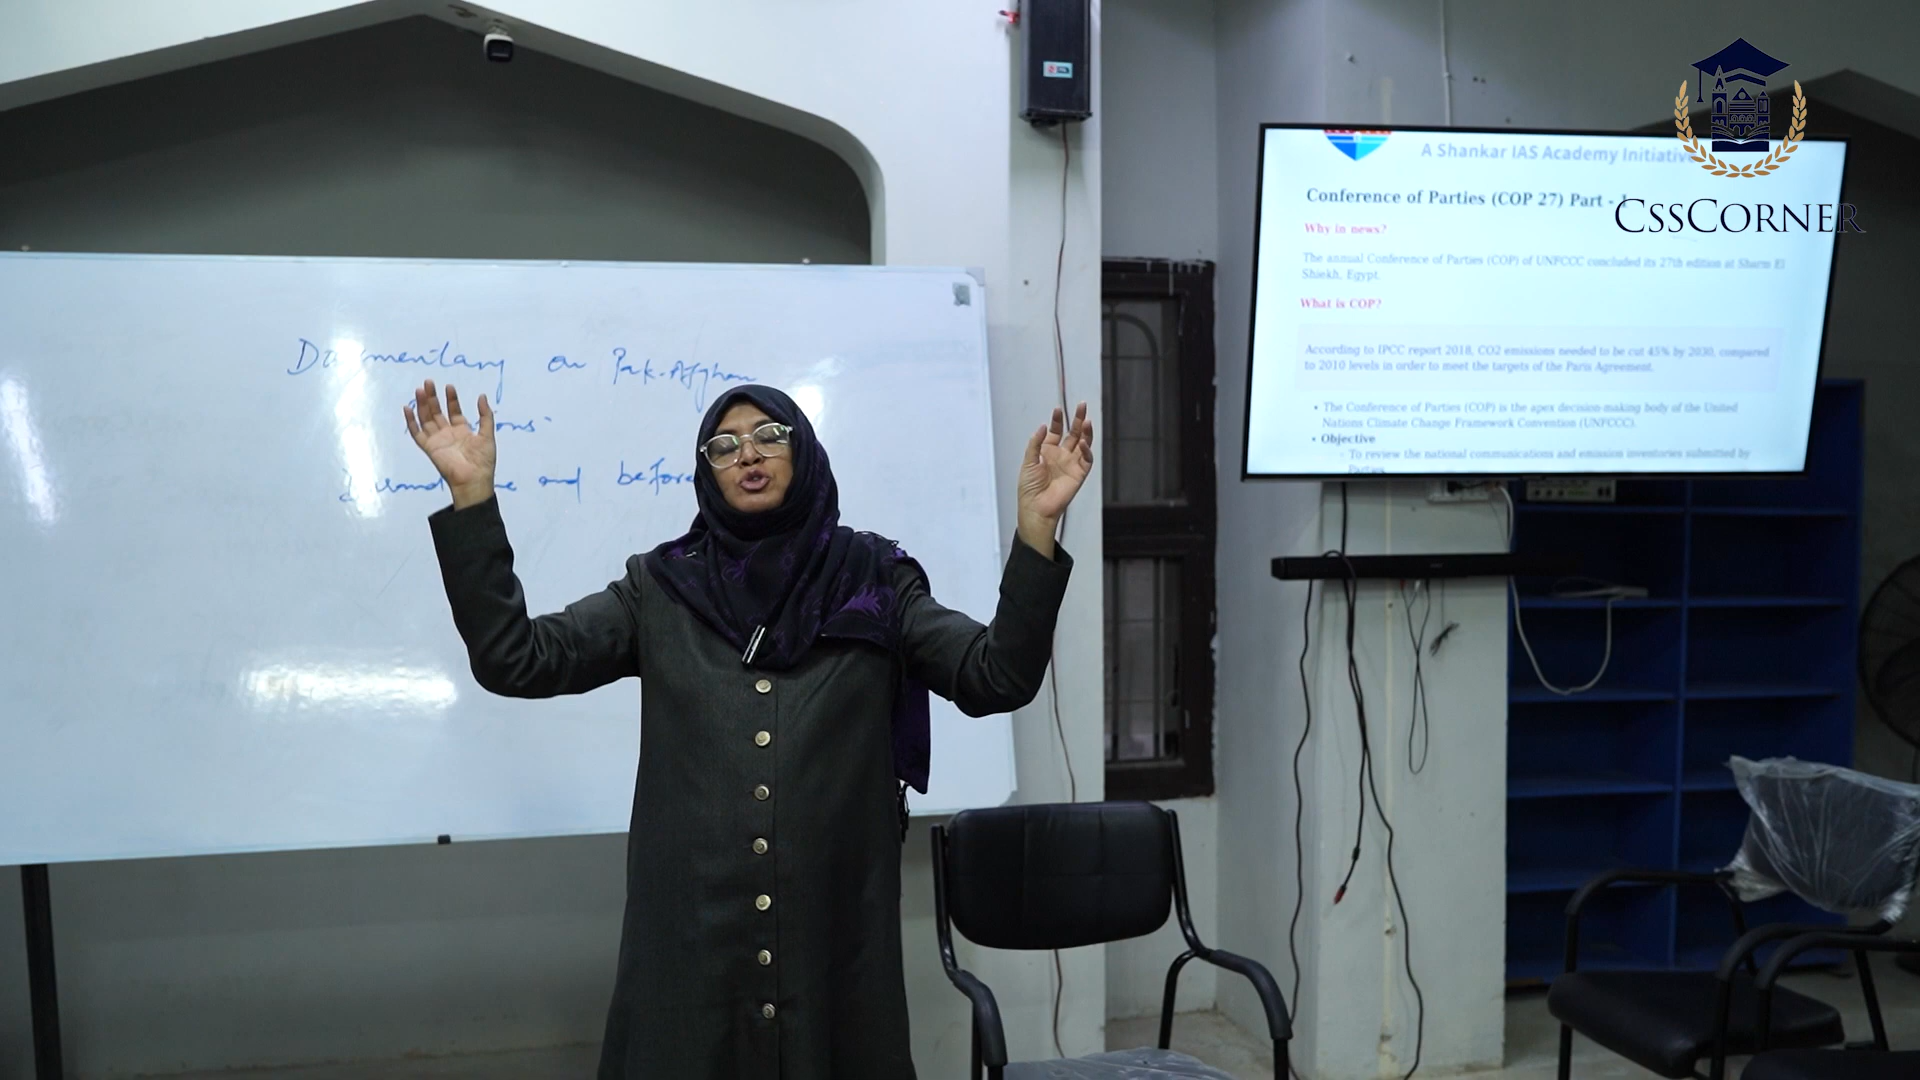 Documentary on Pak-Afghan
and before
A Shankar IAS Academy Initiative
Conference of Parties (COP 27) Part - I
CSSCORNER
Why in news?
The annual Conference of Parties (COP) of UNFCCC concluded its 27th edition at Sharm El
Shiekh, Egypt.
What is COP?
According to IPCC report 2018, CO2 emissions needed to be cut 45% by 2030, compared
to 2010 levels in order to meet the targets of the Paris Agreement.
• The Conference of Parties (COP) is the apex decision-making body of the United
Nations Climate Change Framework Convention (UNFCCC).
• Objective
◦ To review the national communications and emission inventories submitted by
Parties